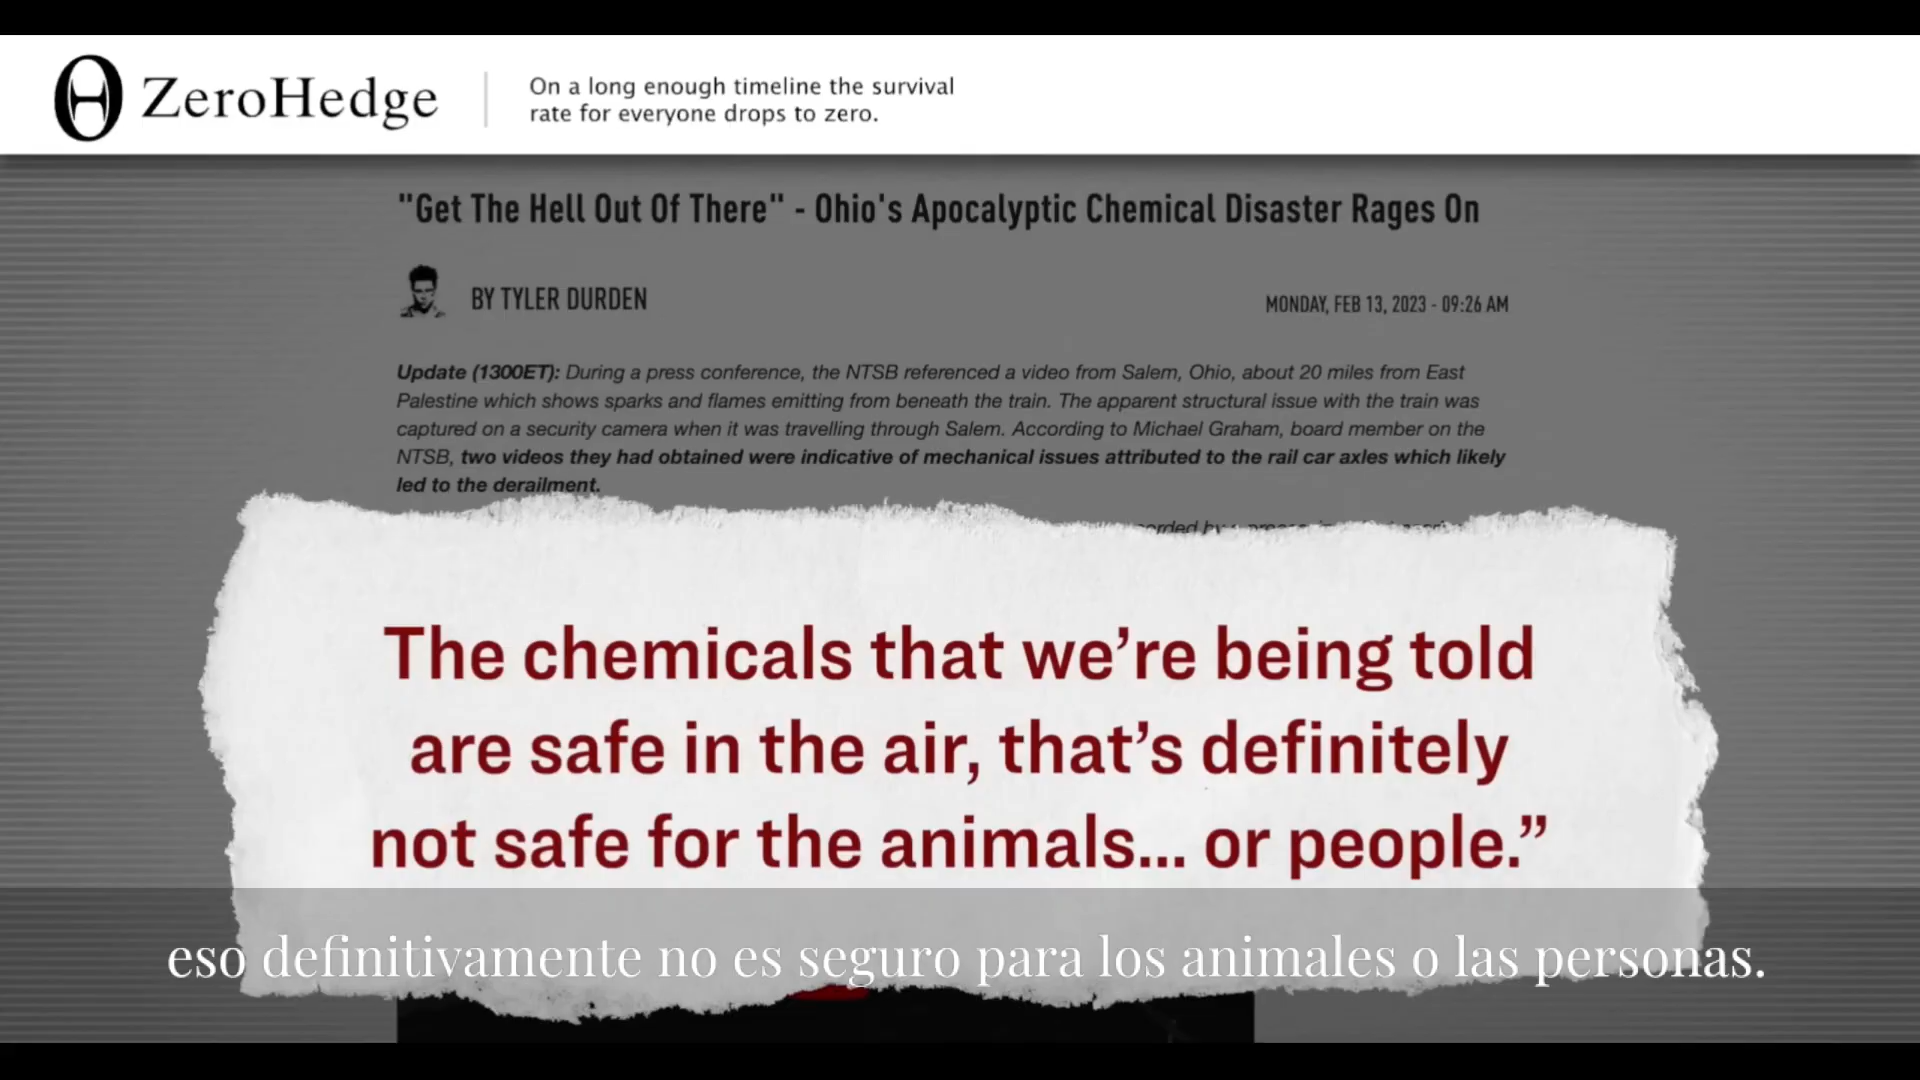 ZeroHedge
On a long enough timeline the survival
rate for everyone drops to zero.
"Get The Hell Out Of There" - Ohio's Apocalyptic Chemical Disaster Rages On
BY TYLER DURDEN
MONDAY, FEB 13, 2023 - 09:26 AM
Update (1300ET): During a press conference, the NTSB referenced a video from Salem, Ohio, about 20 miles from East
Palestine which shows sparks and flames emitting from beneath the train. The apparent structural issue with the train was
captured on a security camera when it was travelling through Salem. According to Michael Graham, board member on the
NTSB, two videos they had obtained were indicative of mechanical issues attributed to the rail car axles which likely
led to the derailment.
The chemicals that we’re being told
are safe in the air, that’s definitely
not safe for the animals... or people.”
eso definitivamente no es seguro para los animales o las personas.